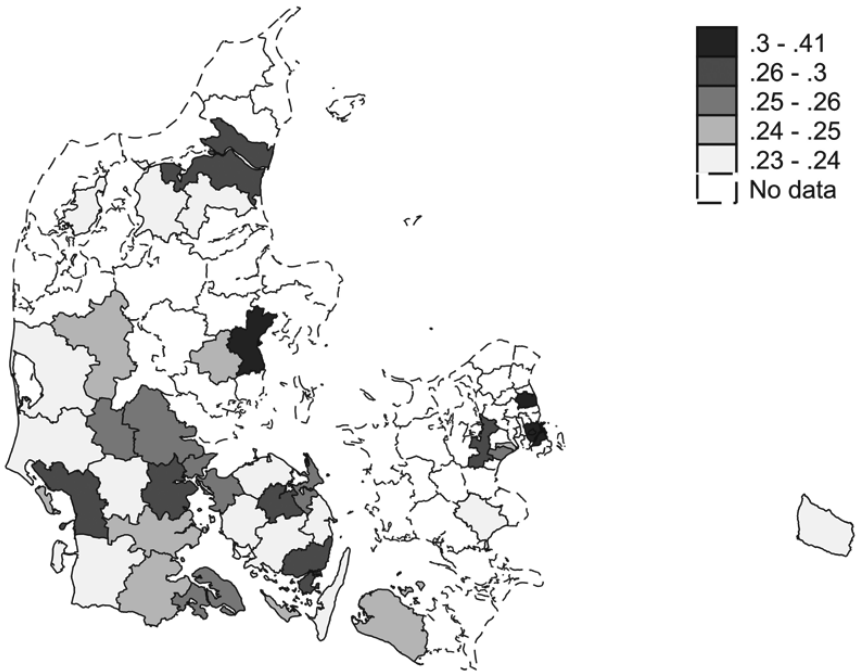 .3 - .41
.26 - .3
.25 - .26
.24 - .25
.23 - .24
No data